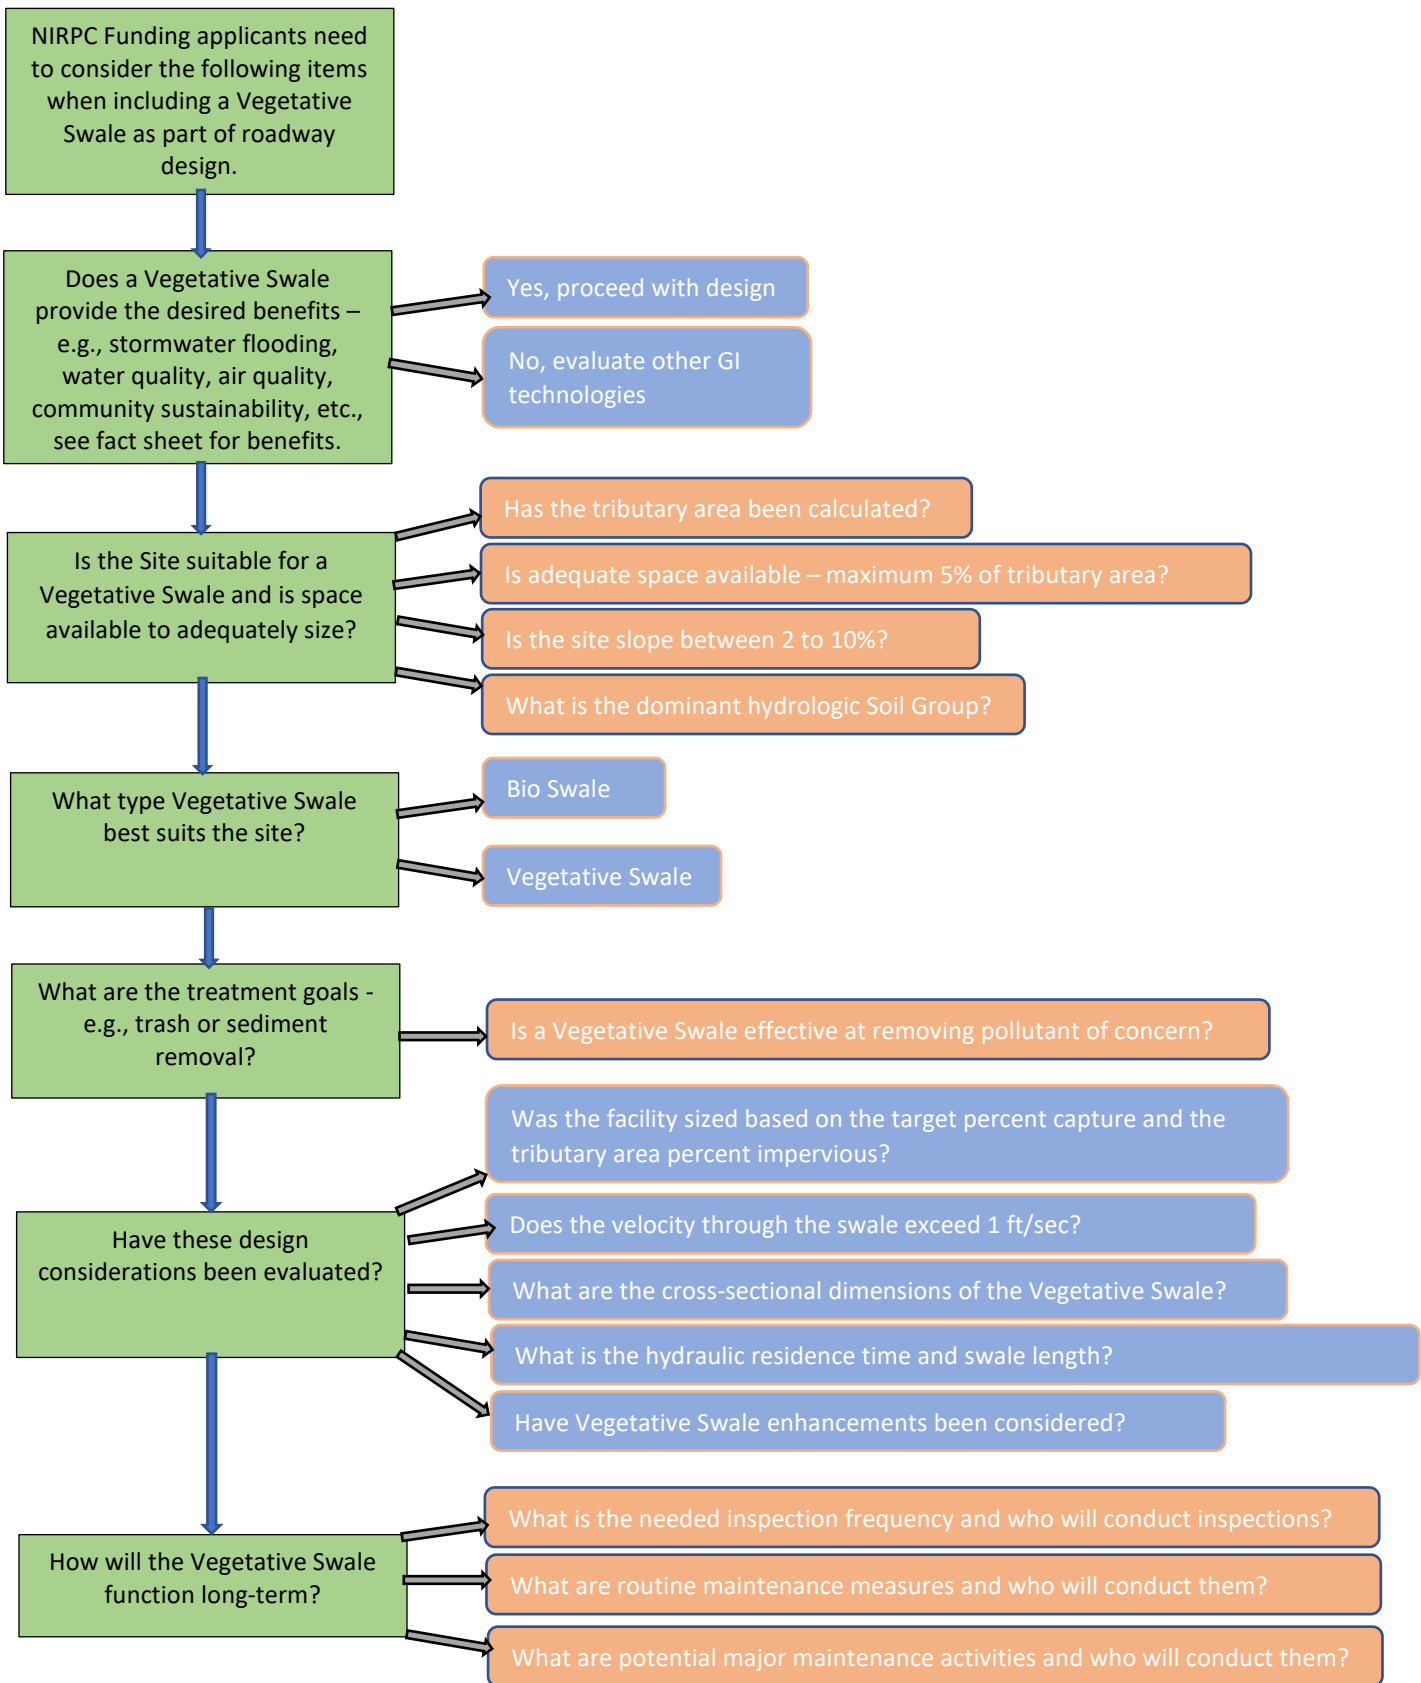 NIRPC Funding applicants need
to consider the following items
when including a Vegetative
Swale as part of roadway
design.
Does a Vegetative Swale
provide the desired benefits –
e.g., stormwater flooding,
water quality, air quality,
community sustainability, etc.,
see fact sheet for benefits.
Yes, proceed with design
No, evaluate other GI
technologies
Is the Site suitable for a
Vegetative Swale and is space
available to adequately size?
Has the tributary area been calculated?
Is adequate space available – maximum 5% of tributary area?
Is the site slope between 2 to 10%?
What is the dominant hydrologic Soil Group?
What type Vegetative Swale
best suits the site?
Bio Swale
Vegetative Swale
What are the treatment goals -
e.g., trash or sediment
removal?
Is a Vegetative Swale effective at removing pollutant of concern?
Have these design
considerations been evaluated?
Was the facility sized based on the target percent capture and the
tributary area percent impervious?
Does the velocity through the swale exceed 1 ft/sec?
What are the cross-sectional dimensions of the Vegetative Swale?
What is the hydraulic residence time and swale length?
Have Vegetative Swale enhancements been considered?
How will the Vegetative Swale
function long-term?
What is the needed inspection frequency and who will conduct inspections?
What are routine maintenance measures and who will conduct them?
What are potential major maintenance activities and who will conduct them?